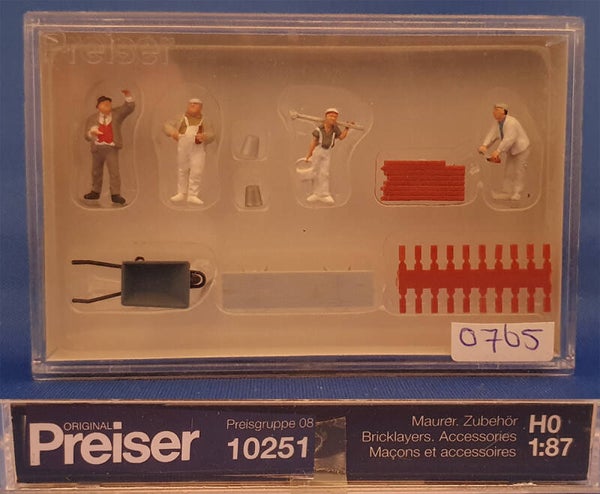 Preiser
0765
ORIGINAL
Preiser
Preisgruppe 08
10251
Maurer. Zubehör
Bricklayers. Accessories
Maçons et accessoires
H0
1:87